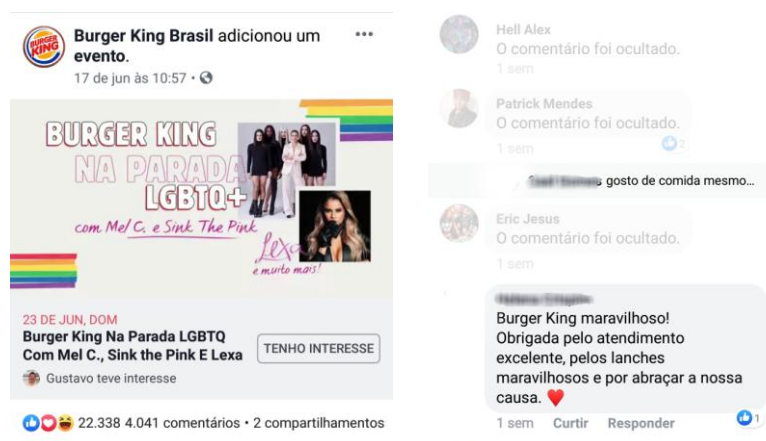 BURGER KING
Burger King Brasil adicionou um
evento.
17 de jun às 10:57
BURGER KING
NA PARADA
LGBTQ+
com Mel C. e Sink The Pink
Lexa
e muito mais!
23 DE JUN, DOM
Burger King Na Parada LGBTQ
Com Mel C., Sink the Pink E Lexa
TENHO INTERESSE
Gustavo teve interesse
22.338 4.041 comentários • 2 compartilhamentos
Hell Alex
O comentário foi ocultado.
1 sem
Patrick Mendes
O comentário foi ocultado.
1 sem
2
gosto de comida mesmo...
Eric Jesus
O comentário foi ocultado.
1 sem
Burger King maravilhoso!
Obrigada pelo atendimento
excelente, pelos lanches
maravilhosos e por abraçar a nossa
causa.
1 sem Curtir Responder
1